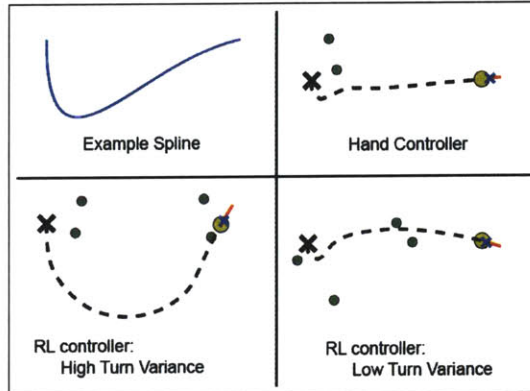 Example Spline
Hand Controller
RL controller:
High Turn Variance
RL controller:
Low Turn Variance